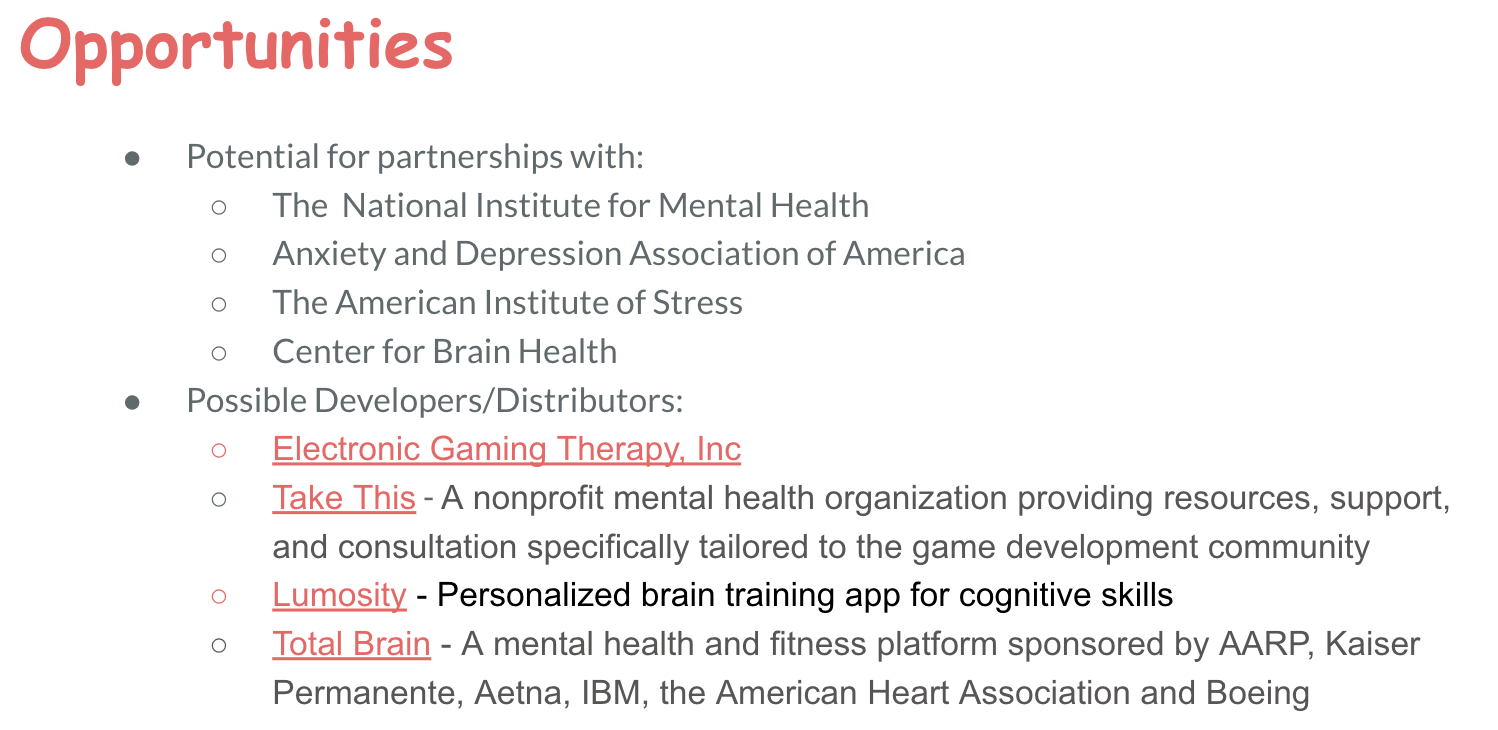 Opportunities
● Potential for partnerships with:
○ The  National Institute for Mental Health
○ Anxiety and Depression Association of America
○ The American Institute of Stress
○ Center for Brain Health
● Possible Developers/Distributors:
○ Electronic Gaming Therapy, Inc
○ Take This - A nonprofit mental health organization providing resources, support,
and consultation specifically tailored to the game development community
○ Lumosity - Personalized brain training app for cognitive skills
○ Total Brain - A mental health and fitness platform sponsored by AARP, Kaiser
Permanente, Aetna, IBM, the American Heart Association and Boeing